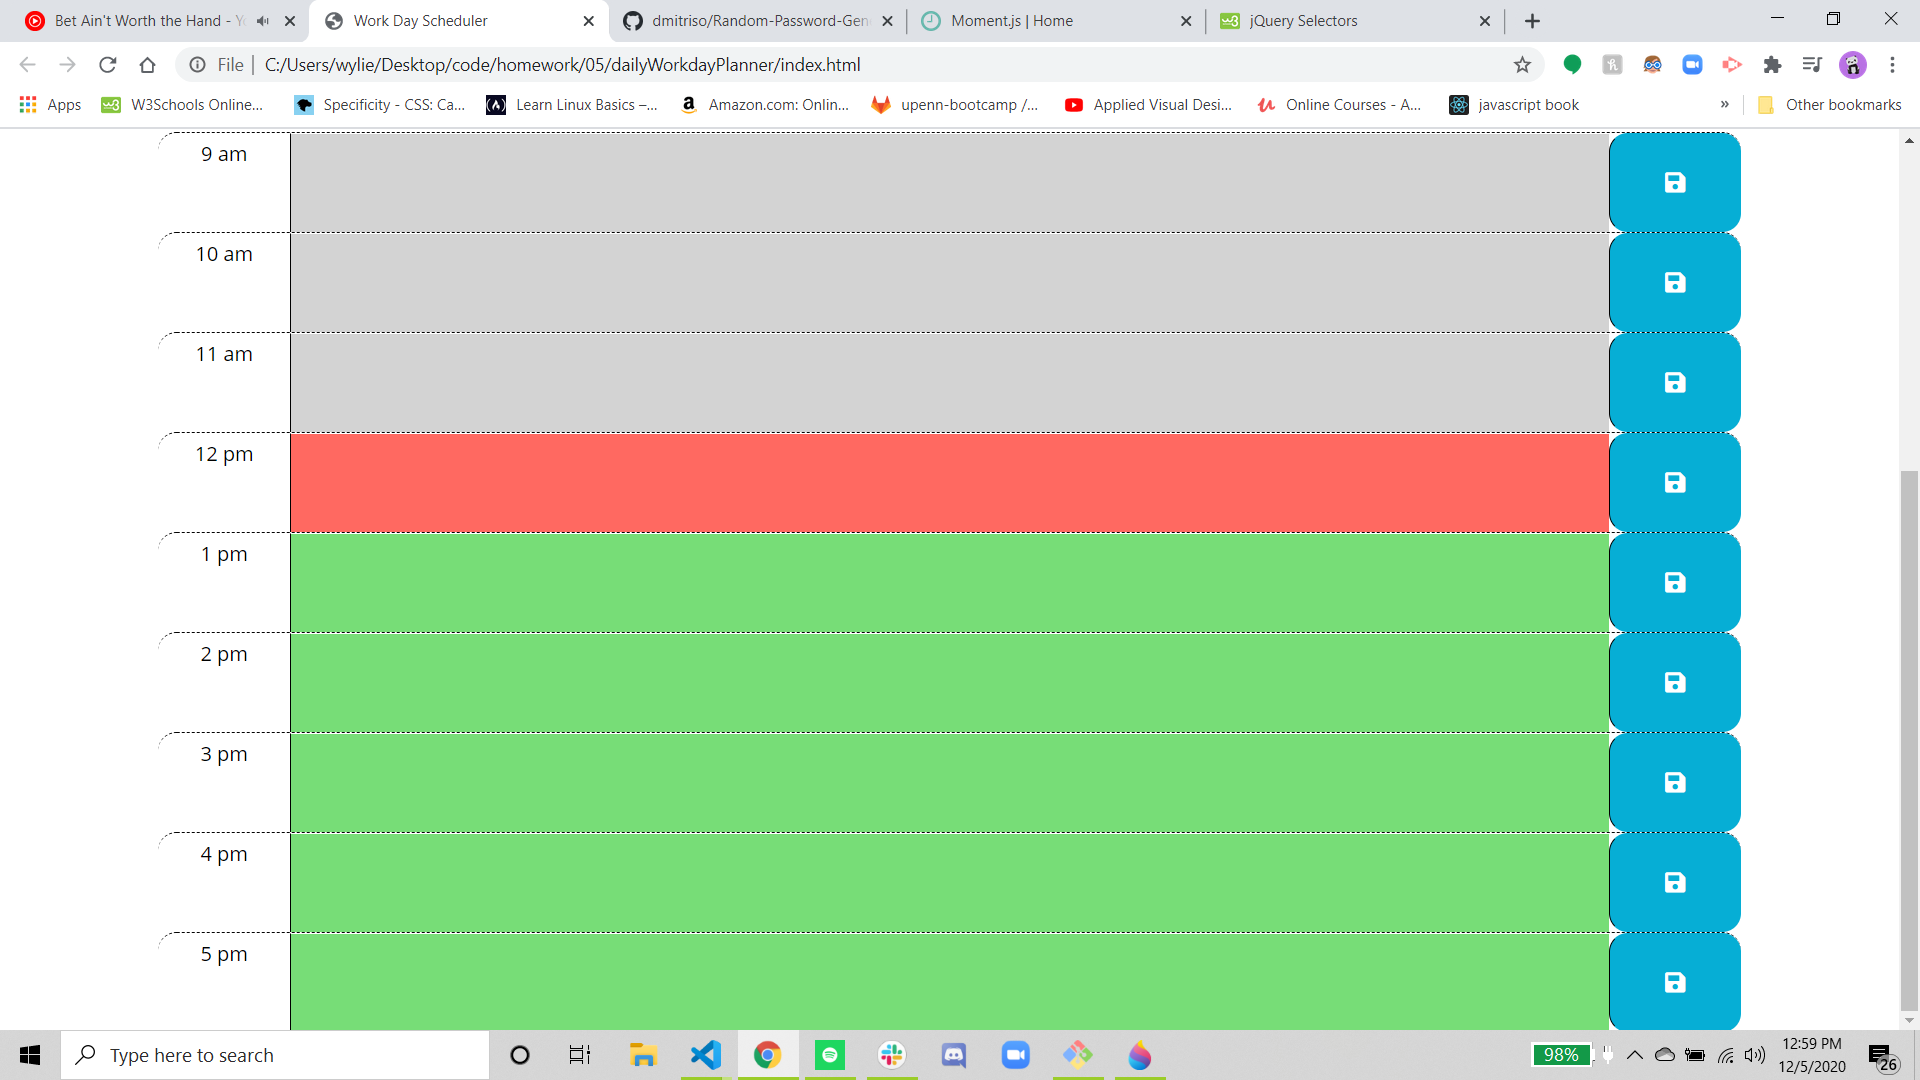 Bet Ain't Worth the Hand - Y
Work Day Scheduler
dmitriso/Random-Password-Gen
Moment.js | Home
jQuery Selectors
File
C:/Users/wylie/Desktop/code/homework/05/dailyWorkdayPlanner/index.html
Apps
W3Schools Online...
Specificity - CSS: Ca...
Learn Linux Basics –...
Amazon.com: Onlin...
upenn-bootcamp /...
Applied Visual Desi...
Online Courses - A...
javascript book
»
Other bookmarks
9 am
10 am
11 am
12 pm
1 pm
2 pm
3 pm
4 pm
5 pm
Type here to search
98%
12:59 PM
12/5/2020
26